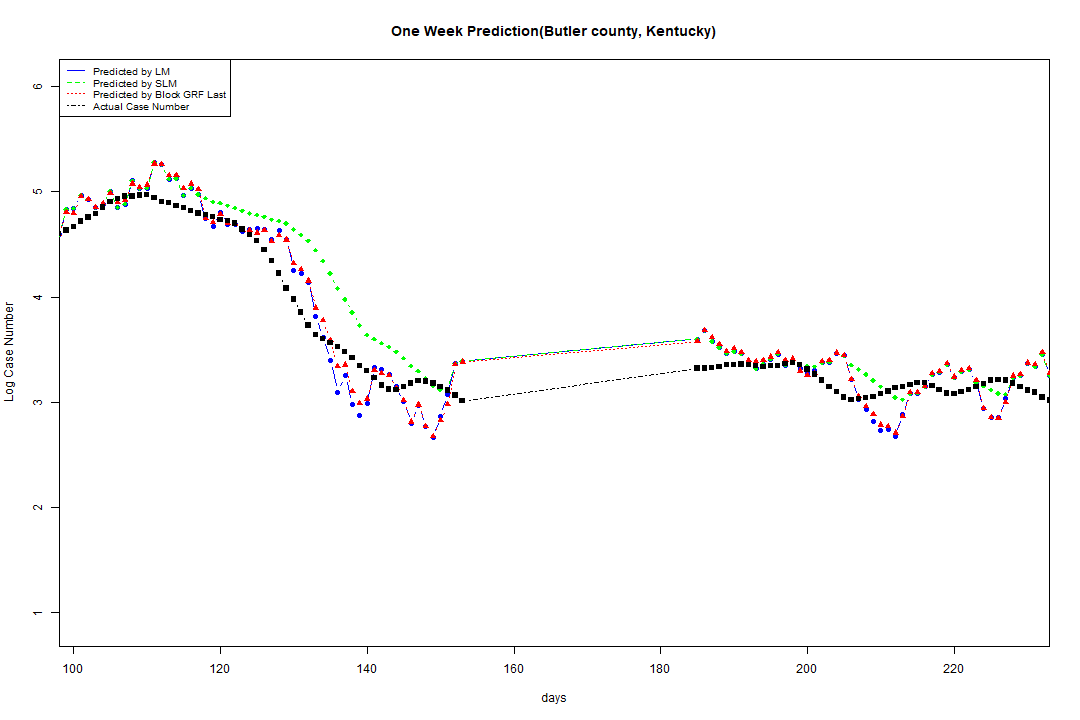 One Week Prediction(Butler county, Kentucky)
Predicted by LM
Predicted by SLM
Predicted by Block GRF Last
Actual Case Number
6
5
4
3
2
1
Log Case Number
100 120 140 160 180 200 220
days